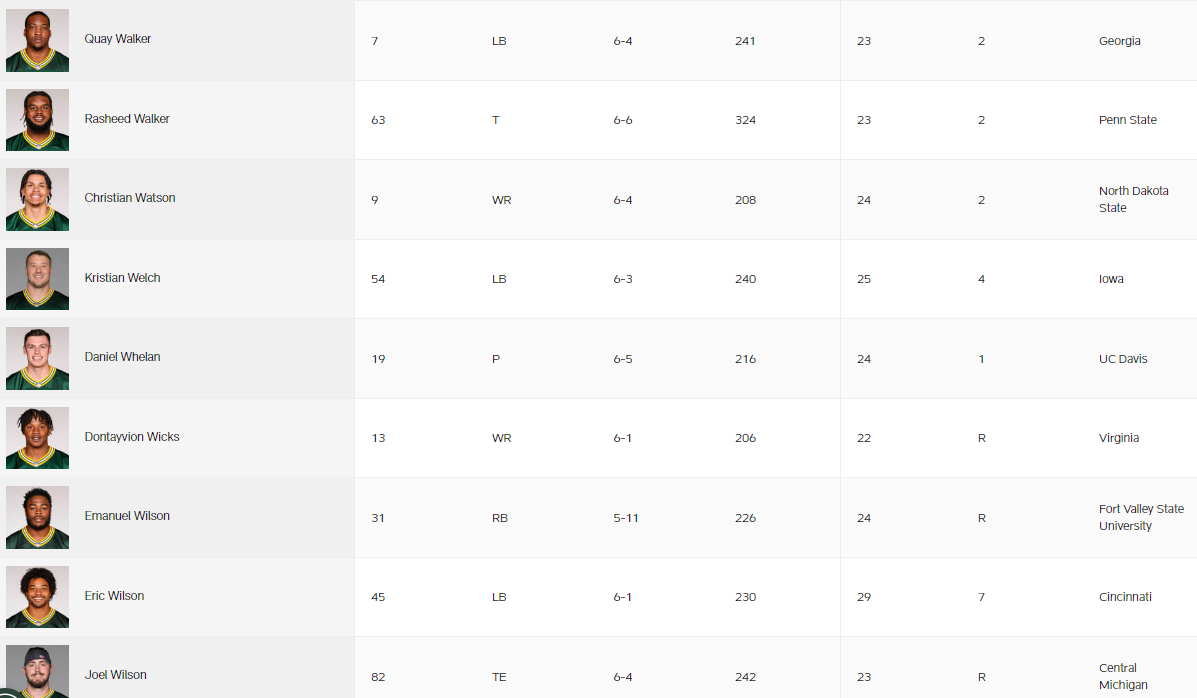 Quay Walker 7 LB 6-4 241 23 2 Georgia
Rasheed Walker 63 T 6-6 324 23 2 Penn State
Christian Watson 9 WR 6-4 208 24 2 North Dakota
State
Kristian Welch 54 LB 6-3 240 25 4 Iowa
Daniel Whelan 19 P 6-5 216 24 1 UC Davis
Dontayvion Wicks 13 WR 6-1 206 22 R Virginia
Emanuel Wilson 31 RB 5-11 226 24 R Fort Valley State
University
Eric Wilson 45 LB 6-1 230 29 7 Cincinnati
Joel Wilson 82 TE 6-4 242 23 R Central
Michigan